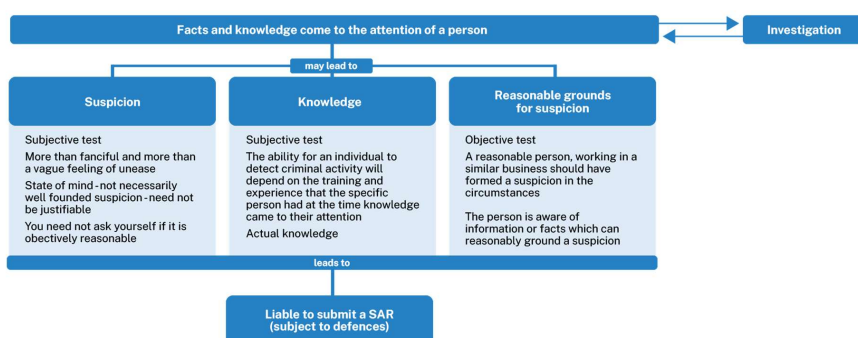 Facts and knowledge come to the attention of a person
Investigation
may lead to
Suspicion
Subjective test
More than fanciful and more than
a vague feeling of unease
State of mind - not necessarily
well founded suspicion - need not
be justifiable
You need not ask yourself if it is
obectively reasonable
Knowledge
Subjective test
The ability for an individual to
detect criminal activity will
depend on the training and
experience that the specific
person had at the time knowledge
came to their attention
Actual knowledge
Reasonable grounds
for suspicion
Objective test
A reasonable person, working in a
similar business should have
formed a suspicion in the
circumstances
The person is aware of
information or facts which can
reasonably ground a suspicion
leads to
Liable to submit a SAR
(subject to defences)